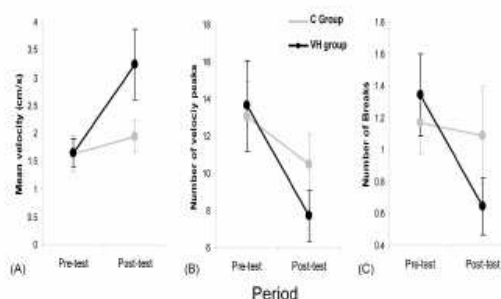 C Group
VH group
Mean velocity (cm/s)
4
3.5
3
2.5
2
1.5
1
0.5
0
Pre-test
Post-test
(A)
Number of velociy peaks
18
16
14
12
10
8
6
Pre-test
Post-test
(B)
Number of Breaks
1.8
1.6
1.4
1.2
1
0.8
0.6
0.4
Pre-test
Post-test
(C)
Period